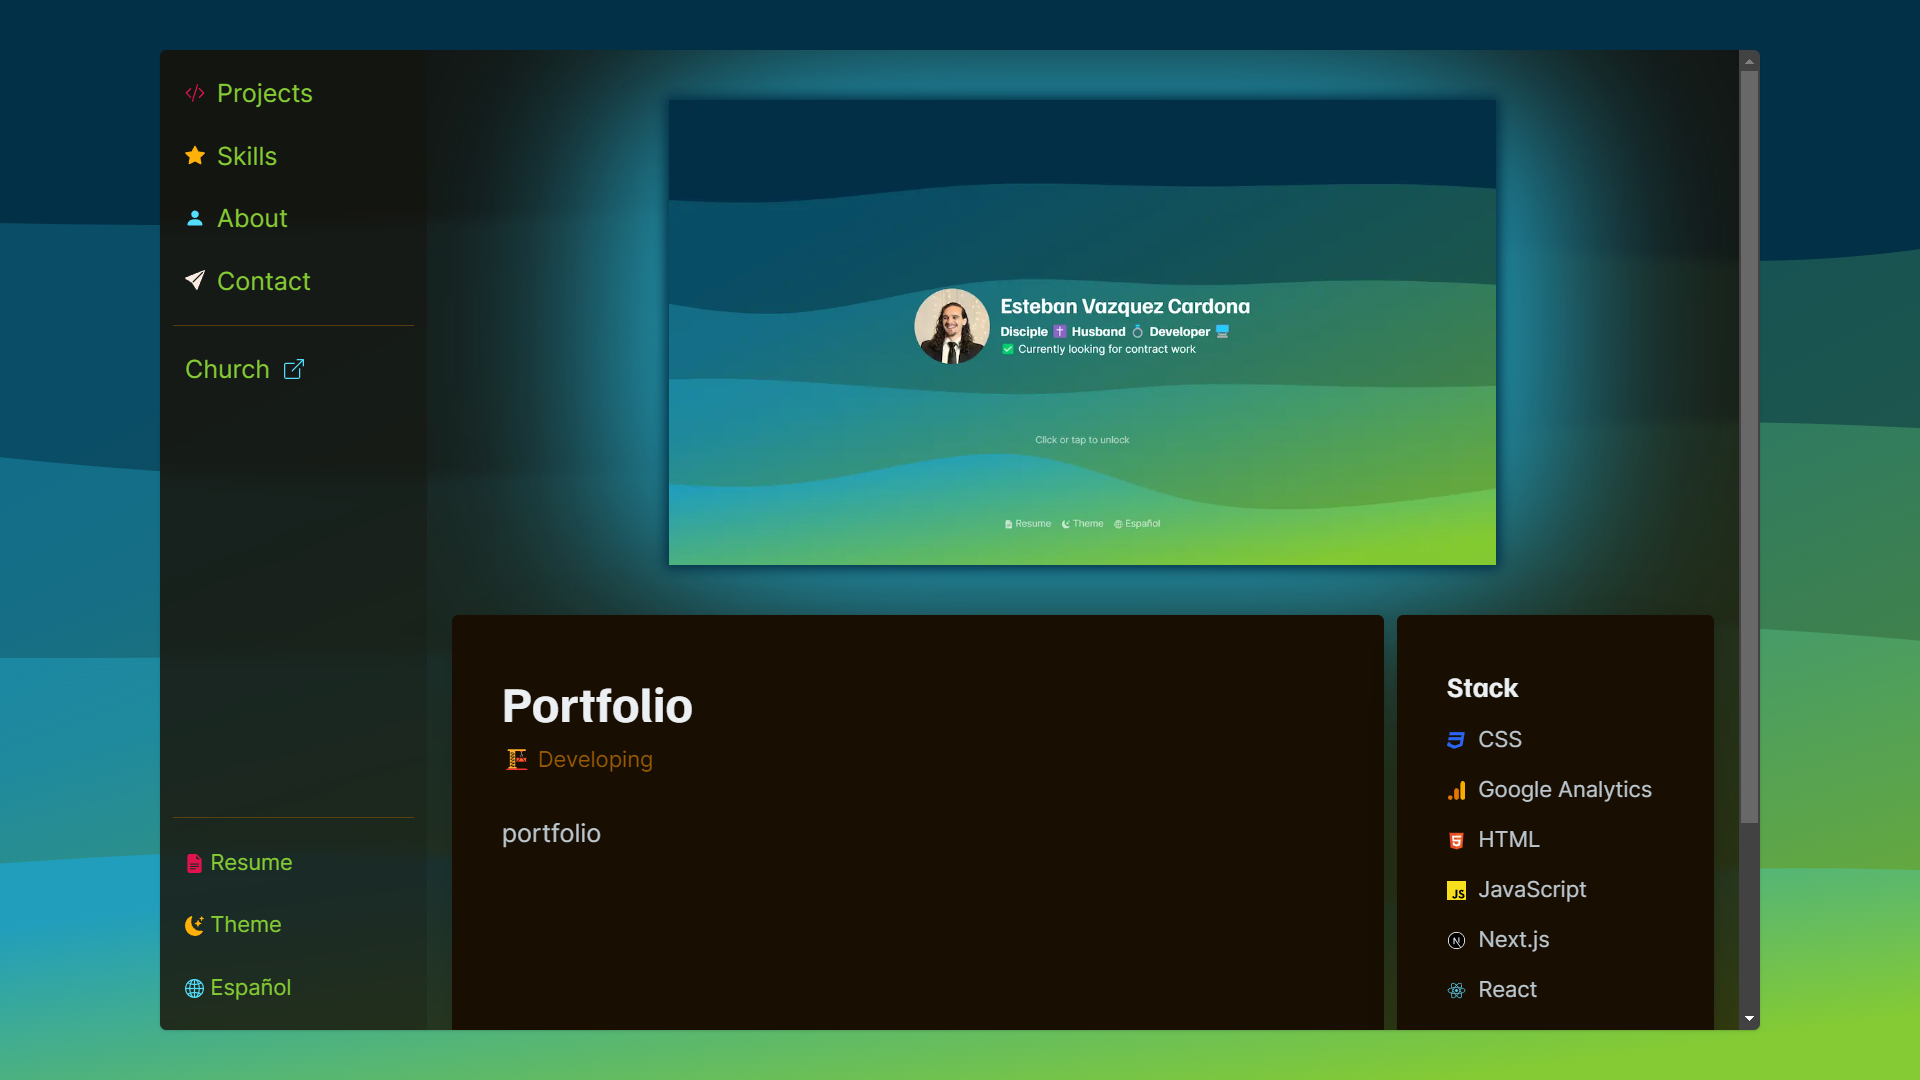 Projects
Skills
About
Contact
Church
Resume
Theme
Español
Esteban Vazquez Cardona
Disciple ✝️ Husband 💍 Developer 🖥️
✅ Currently looking for contract work
Click or tap to unlock
Resume Theme Español
Portfolio
🏗️ Developing
portfolio
Stack
CSS
Google Analytics
HTML
JavaScript
Next.js
React